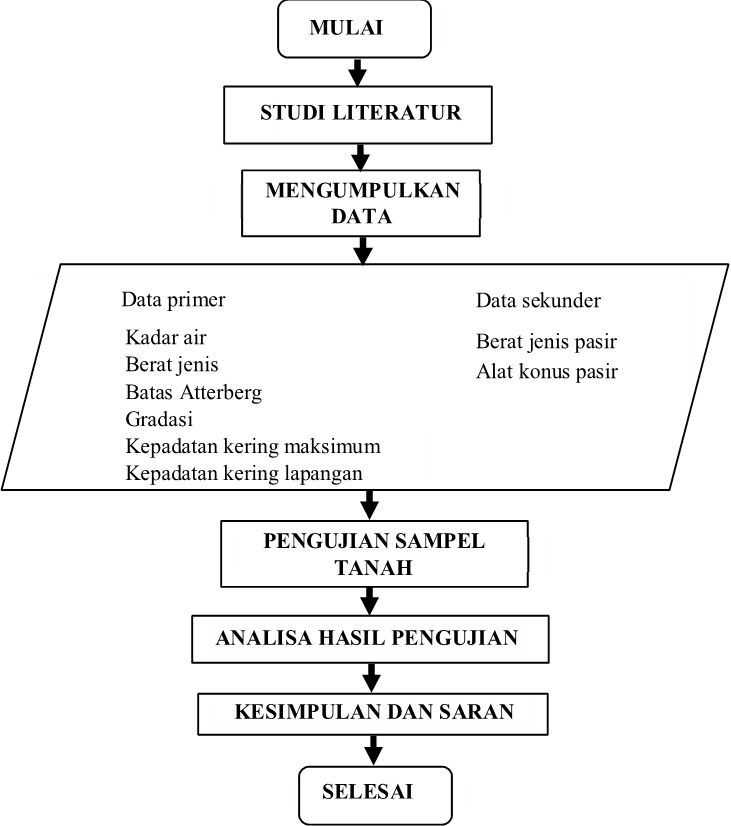 MULAI
STUDI LITERATUR
MENGUMPULKAN
DATA
Data primer
Kadar air
Berat jenis
Batas Atterberg
Gradasi
Kepadatan kering maksimum
Kepadatan kering lapangan
Data sekunder
Berat jenis pasir
Alat konus pasir
PENGUJIAN SAMPEL
TANAH
ANALISA HASIL PENGUJIAN
KESIMPULAN DAN SARAN
SELESAI